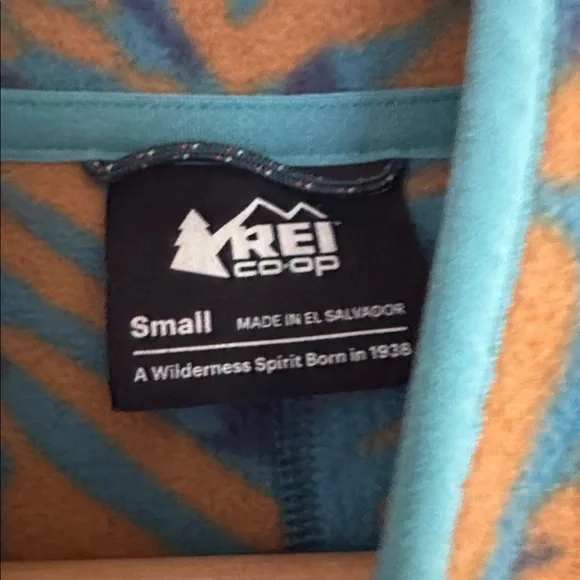 REI
CO·OP
Small MADE IN EL SALVADOR
A Wilderness Spirit Born in 1938